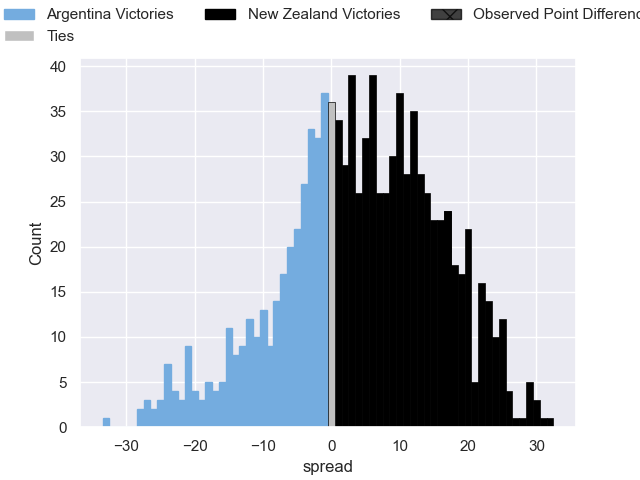 Argentina Victories
New Zealand Victories
Observed Point Differenc
Ties
40
35
30
25
20
15
10
5
0
Count
−30
−20
−10
0
10
20
30
spread